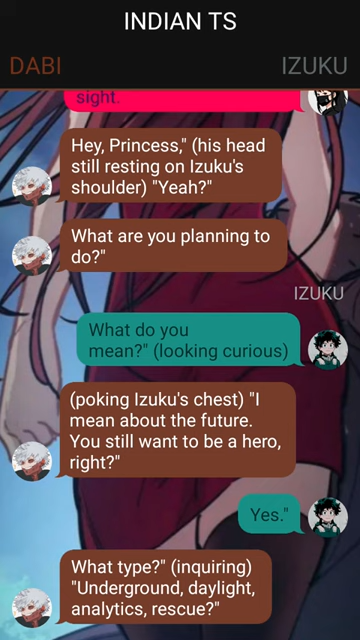 INDIAN TS
DABI
IZUKU
sight.
Hey, Princess," (his head
still resting on Izuku's
shoulder) "Yeah?"
What are you planning to
do?"
IZUKU
What do you
mean?" (looking curious)
(poking Izuku's chest) "I
mean about the future.
You still want to be a hero,
right?"
Yes."
What type?" (inquiring)
"Underground, daylight,
analytics, rescue?"